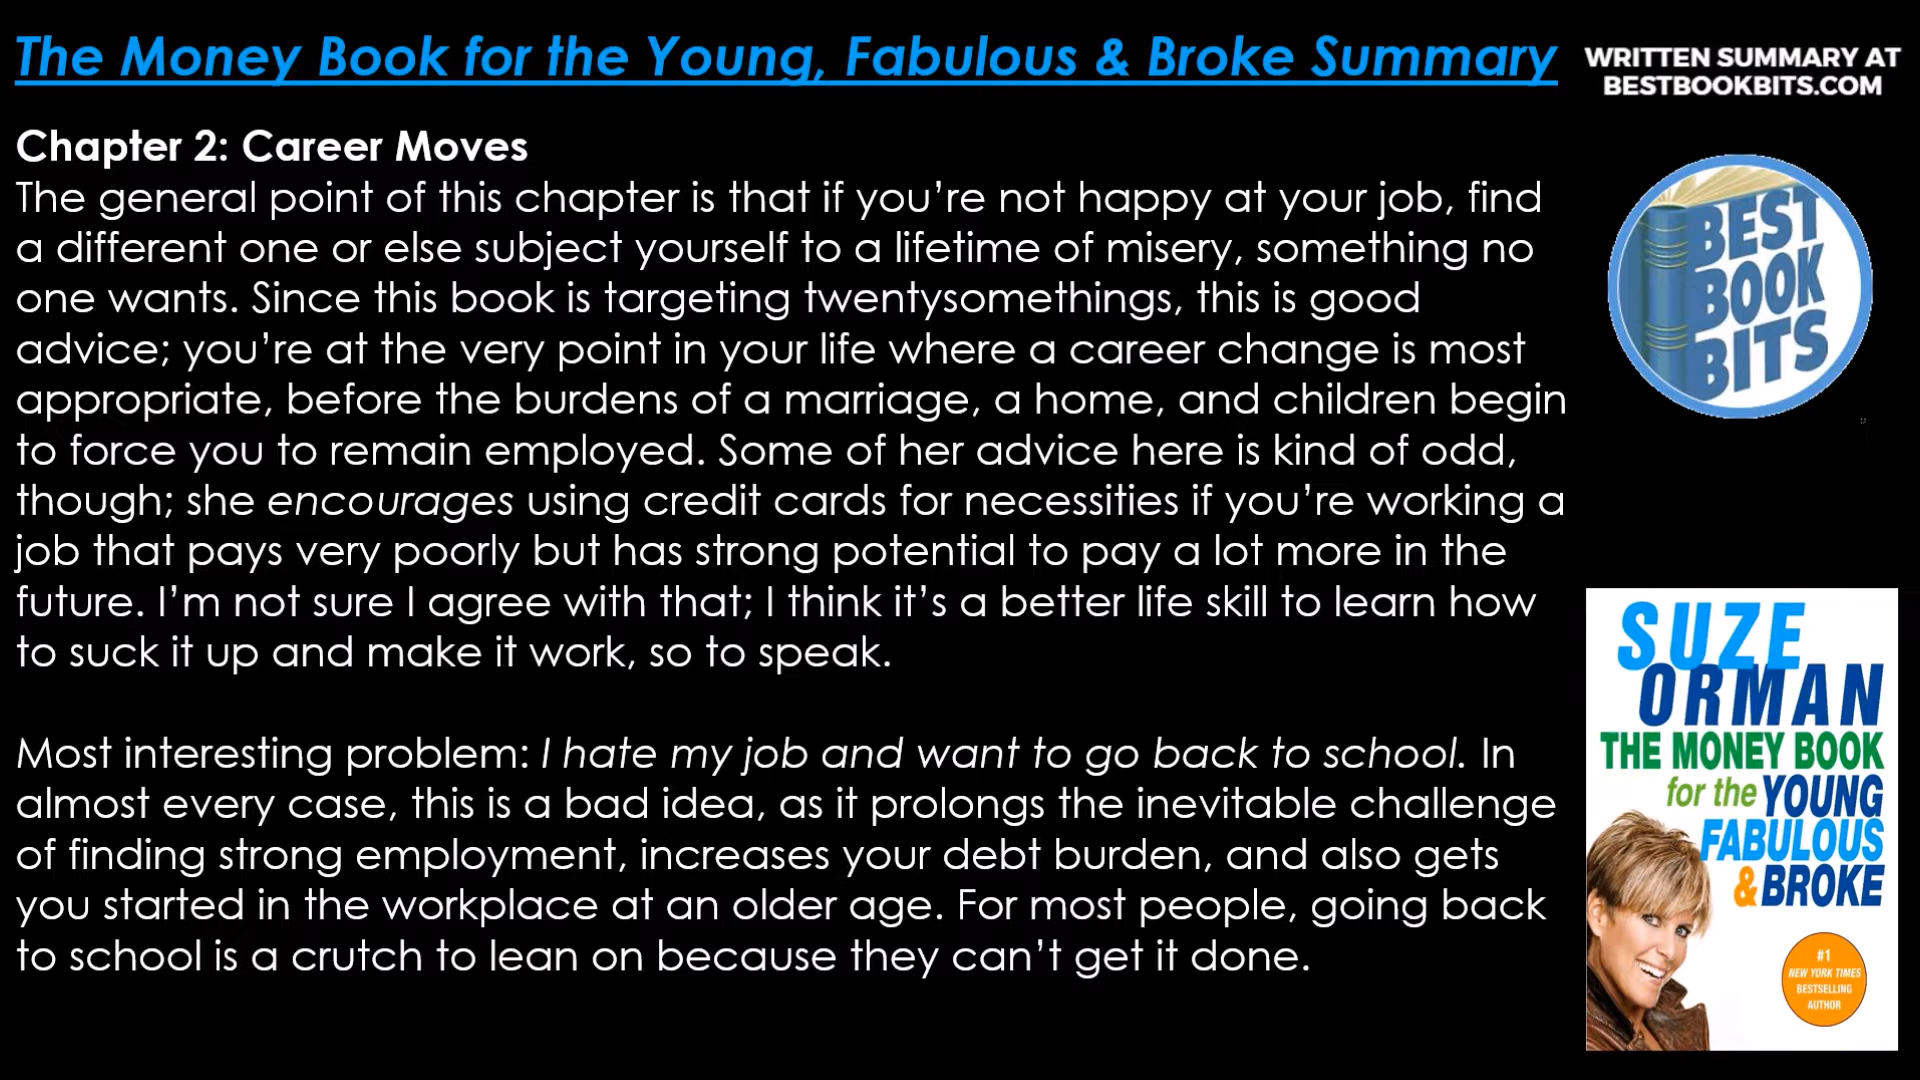 The Money Book for the Young, Fabulous & Broke Summary
WRITTEN SUMMARY AT
BESTBOOKBITS.COM
Chapter 2: Career Moves
The general point of this chapter is that if you’re not happy at your job, find
a different one or else subject yourself to a lifetime of misery, something no
one wants. Since this book is targeting twentysomethings, this is good
advice; you’re at the very point in your life where a career change is most
appropriate, before the burdens of a marriage, a home, and children begin
to force you to remain employed. Some of her advice here is kind of odd,
though; she encourages using credit cards for necessities if you’re working a
job that pays very poorly but has strong potential to pay a lot more in the
future. I’m not sure I agree with that; I think it’s a better life skill to learn how
to suck it up and make it work, so to speak.
Most interesting problem: I hate my job and want to go back to school. In
almost every case, this is a bad idea, as it prolongs the inevitable challenge
of finding strong employment, increases your debt burden, and also gets
you started in the workplace at an older age. For most people, going back
to school is a crutch to lean on because they can’t get it done.
BEST
BOOK
BITS
SUZE
ORMAN
THE MONEY BOOK
for the YOUNG
FABULOUS
& BROKE
#1
NEW YORK TIMES
BESTSELLING
AUTHOR